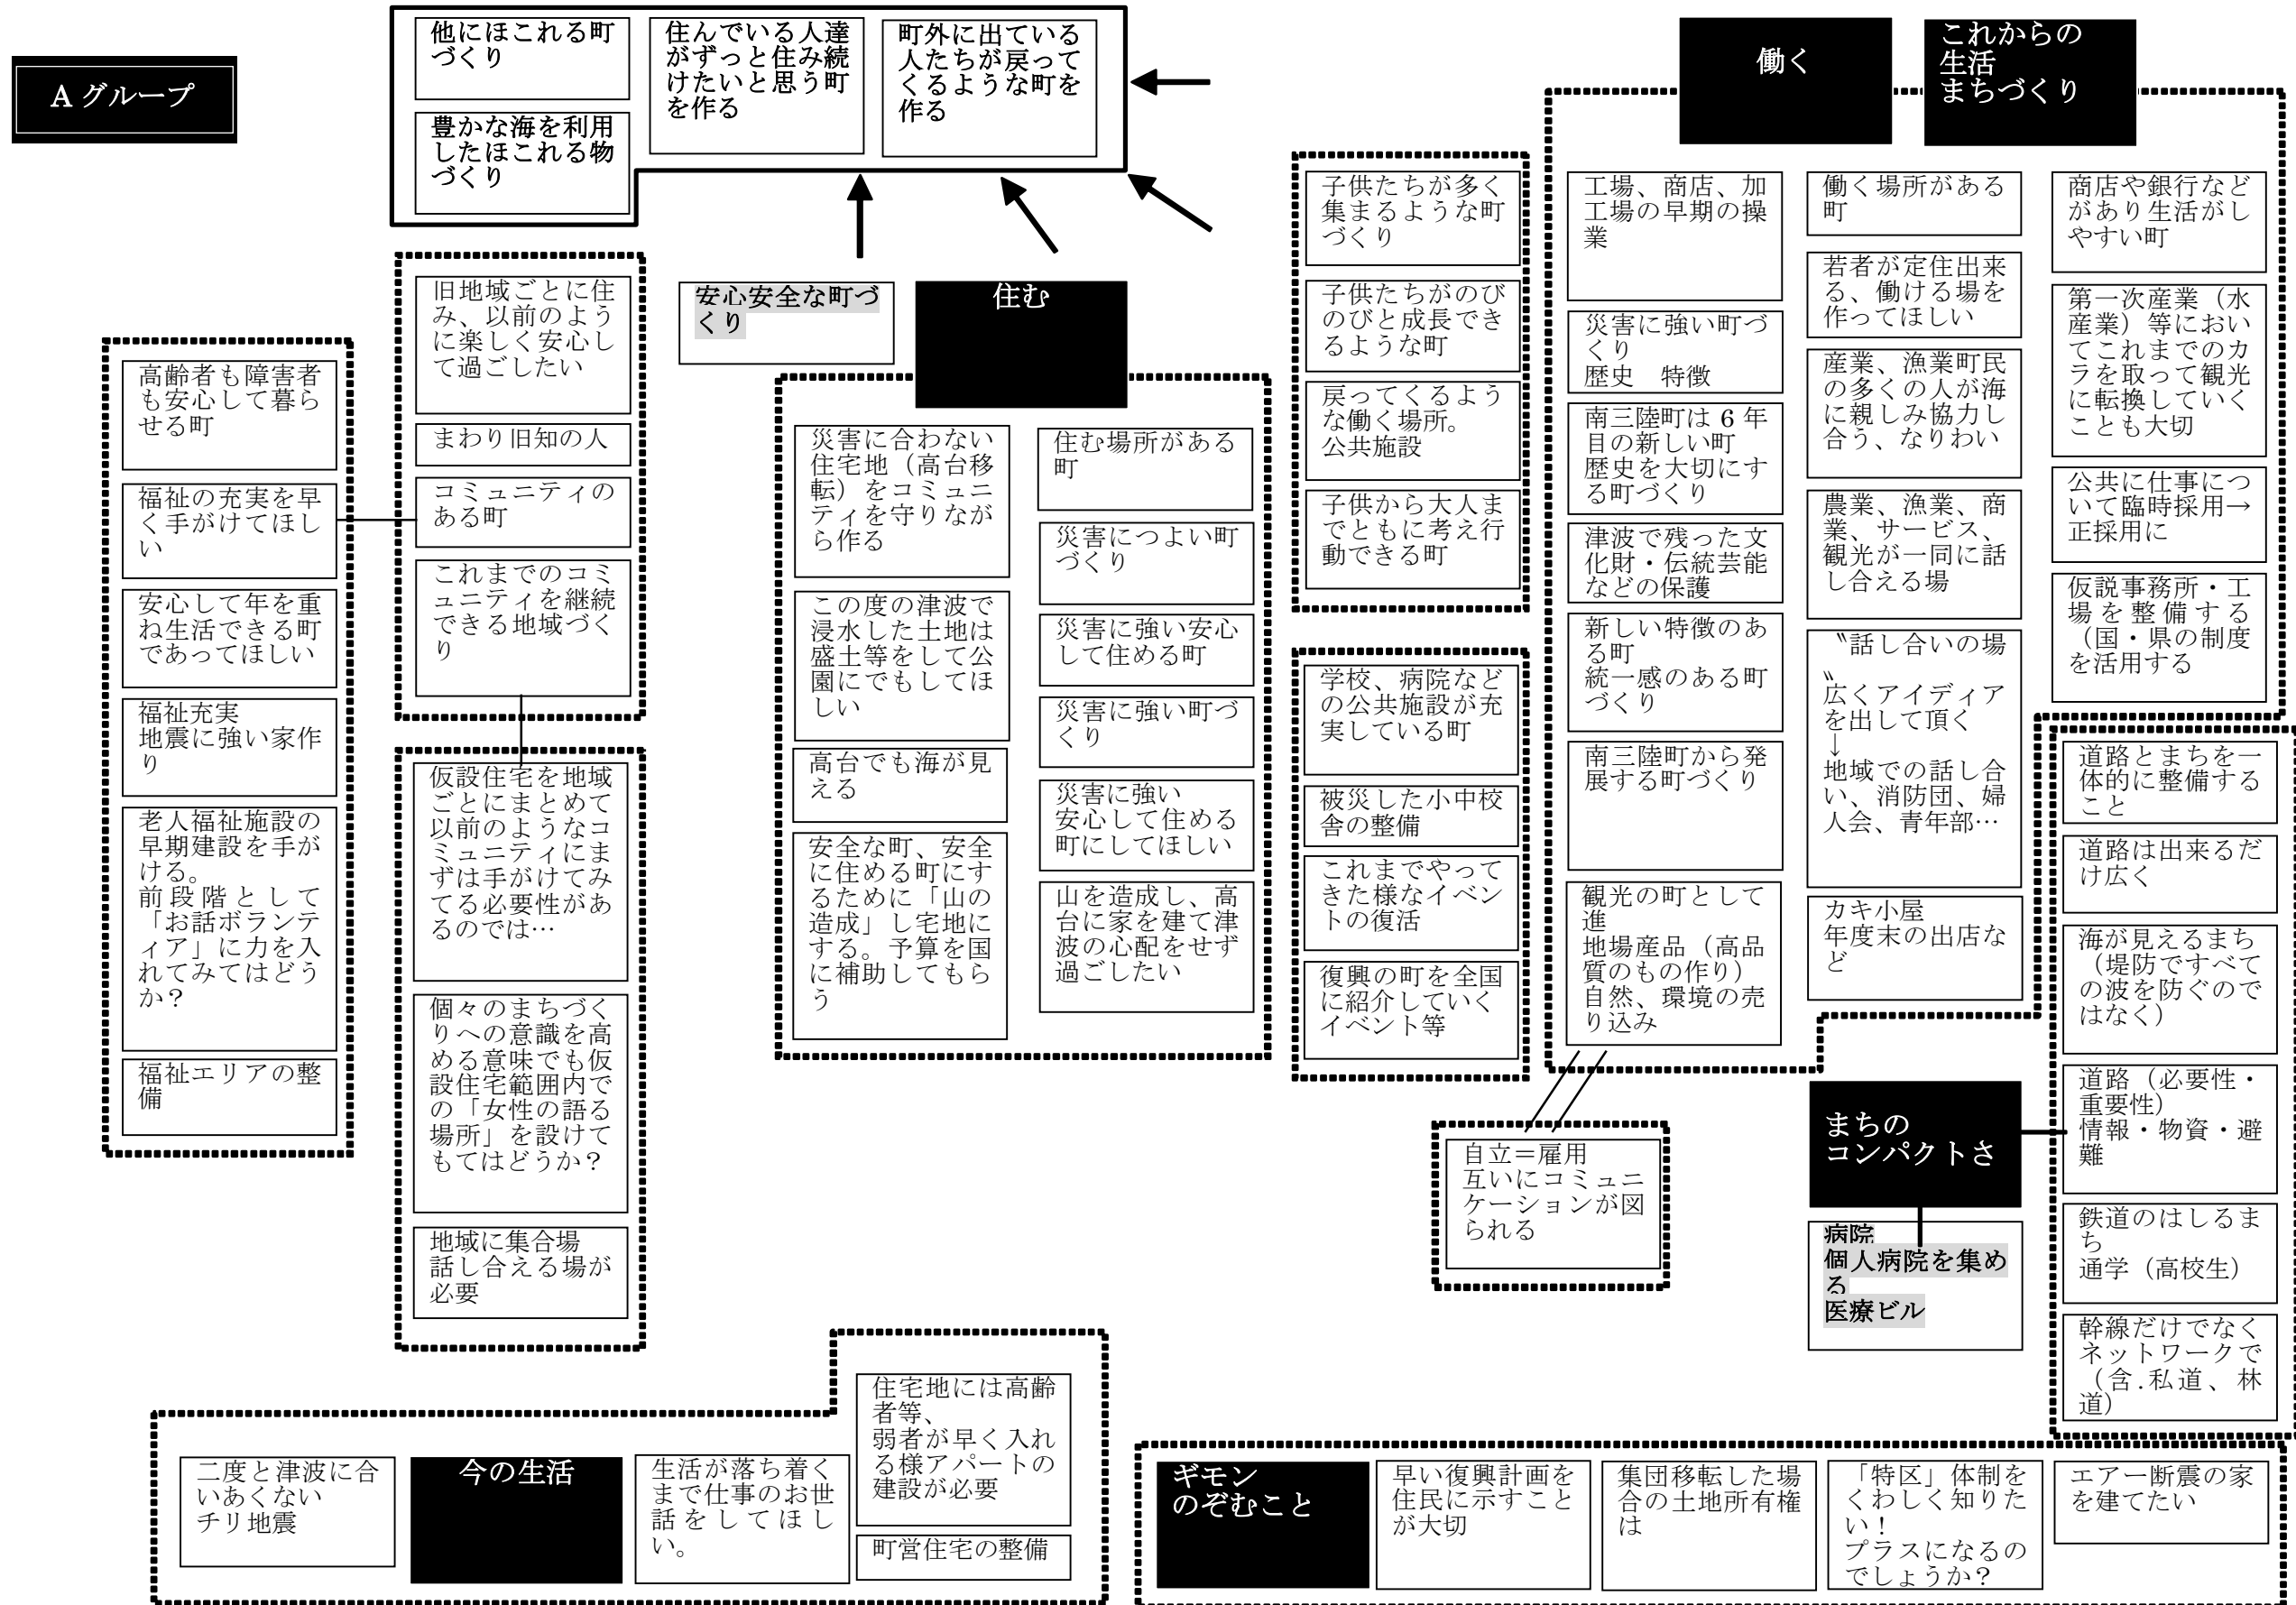 Aグループ
他にほこれる町
づくり
豊かな海を利用
したほこれる物
づくり
住んでいる人達
がずっと住み続
けたいと思う町
を作る
町外に出ている
人たちが戻って
くるような町を
作る
高齢者も障害者
も安心して暮ら
せる町
福祉の充実を早
く手がけてほし
い
安心して年を重
ね生活できる町
であってほしい
福祉充実
地震に強い家作
り
老人福祉施設の
早期建設を手が
ける。
前段階として
「お話ボランテ
ィア」に力を入
れてみてはどう
か？
福祉エリアの整
備
旧地域ごとに住
み、以前のよう
に楽しく安心し
て過ごしたい
まわり旧知の人
コミュニティの
ある町
これまでのコミ
ュニティを継続
できる地域づく
り
仮設住宅を地域
ごとにまとめて
以前のようなコ
ミュニティにま
ずは手がけてみ
てる必要性があ
るのでは…
個々のまちづく
りへの意識を高
める意味でも仮
設住宅範囲内で
の「女性の語る
場所」を設けて
もてはどうか？
地域に集合場
話し合える場が
必要
安心安全な町づ
くり
住む
災害に合わない
住宅地（高台移
転）をコミュニ
ティを守りなが
ら作る
この度の津波で
浸水した土地は
盛土等をして公
園にでもしてほ
しい
高台でも海が見
える
安全な町、安全
に住める町にす
るために「山の
造成」し宅地に
する。予算を国
に補助してもら
う
住む場所がある
町
災害につよい町
づくり
災害に強い安心
して住める町
災害に強い町づ
くり
災害に強い
安心して住める
町にしてほしい
山を造成し、高
台に家を建て津
波の心配をせず
過ごしたい
子供たちが多く
集まるような町
づくり
子供たちがのび
のびと成長でき
るような町
戻ってくるよう
な働く場所。
公共施設
子供から大人ま
でともに考え行
動できる町
学校、病院など
の公共施設が充
実している町
被災した小中校
舎の整備
これまでやって
きた様なイベン
トの復活
復興の町を全国
に紹介していく
イベント等
働く
これからの
生活
まちづくり
工場、商店、加
工場の早期の操
業
災害に強い町づ
くり
歴史　特徴
南三陸町は 6 年
目の新しい町
歴史を大切にす
る町づくり
津波で残った文
化財・伝統芸能
などの保護
新しい特徴のあ
る町
統一感のある町
づくり
南三陸町から発
展する町づくり
観光の町として
進
地場産品（高品
質のもの作り）
自然、環境の売
り込み
働く場所がある
町
若者が定住出来
る、働ける場を
作ってほしい
産業、漁業町民
の多くの人が海
に親しみ協力し
合う、なりわい
農業、漁業、商
業、サービス、
観光が一同に話
し合える場
〝話し合いの場
〟
広くアイディア
を出して頂く
↓
地域での話し合
い、消防団、婦
人会、青年部…
カキ小屋
年度末の出店な
ど
商店や銀行など
があり生活がし
やすい町
第一次産業（水
産業）等におい
てこれまでのカ
ラを取って観光
に転換していく
ことも大切
公共に仕事につ
いて臨時採用→
正採用に
仮説事務所・工
場を整備する
（国・県の制度
を活用する
自立＝雇用
互いにコミュニ
ケーションが図
られる
まちの
コンパクトさ
病院
個人病院を集め
る
医療ビル
道路とまちを一
体的に整備する
こと
道路は出来るだ
け広く
海が見えるまち
（堤防ですべて
の波を防ぐので
はなく）
道路（必要性・
重要性）
情報・物資・避
難
鉄道のはしるま
ち
通学（高校生）
幹線だけでなく
ネットワークで
（含.私道、林
道）
二度と津波に合
いあくない
チリ地震
今の生活
生活が落ち着く
まで仕事のお世
話をしてほし
い。
住宅地には高齢
者等、
弱者が早く入れ
る様アパートの
建設が必要
町営住宅の整備
ギモン
のぞむこと
早い復興計画を
住民に示すこと
が大切
集団移転した場
合の土地所有権
は
「特区」体制を
くわしく知りた
い！
プラスになるの
でしょうか？
エアー断震の家
を建てたい